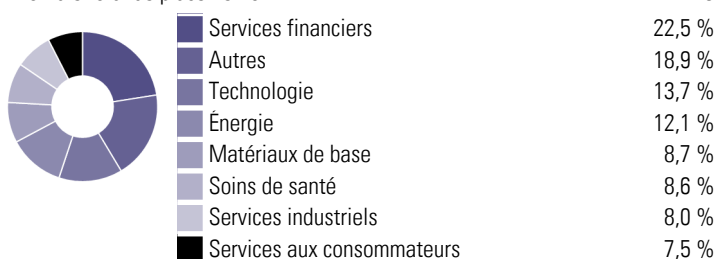 Services financiers 22,5 %
Autres 18,9 %
Technologie 13,7 %
Énergie 12,1 %
Matériaux de base 8,7 %
Soins de santé 8,6 %
Services industriels 8,0 %
Services aux consommateurs 7,5 %